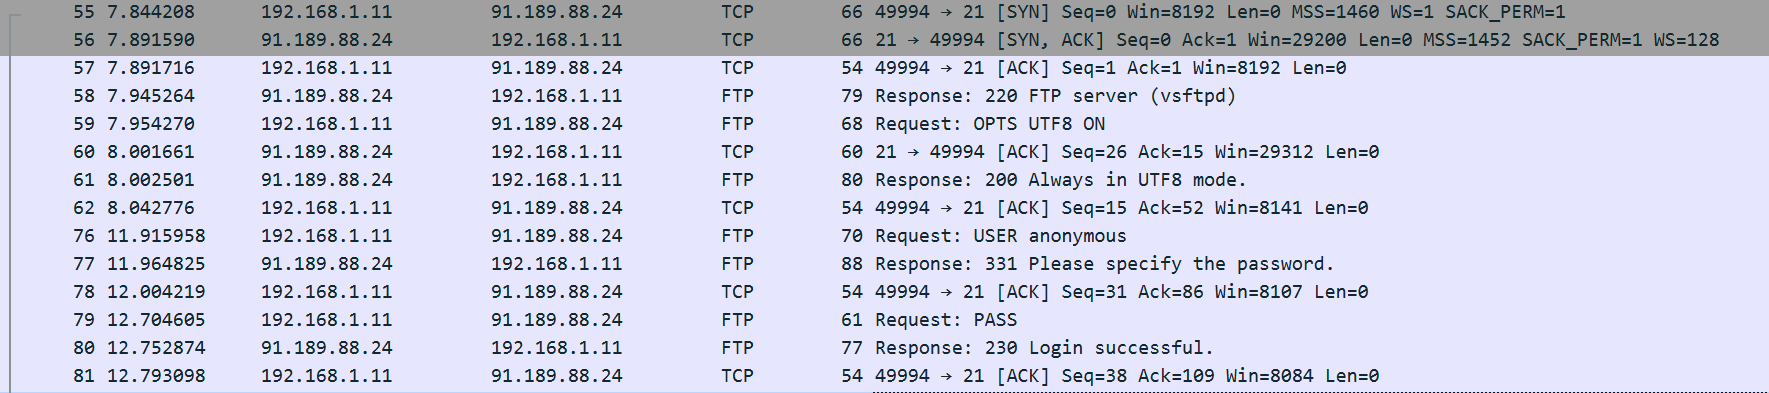 55 7.844208 192.168.1.11 91.189.88.24 TCP 66 49994 → 21 [SYN] Seq=0 Win=8192 Len=0 MSS=1460 WS=1 SACK_PERM=1
56 7.891590 91.189.88.24 192.168.1.11 TCP 66 21 → 49994 [SYN, ACK] Seq=0 Ack=1 Win=29200 Len=0 MSS=1452 SACK_PERM=1 WS=128
57 7.891716 192.168.1.11 91.189.88.24 TCP 54 49994 → 21 [ACK] Seq=1 Ack=1 Win=8192 Len=0
58 7.945264 91.189.88.24 192.168.1.11 FTP 79 Response: 220 FTP server (vsftpd)
59 7.954270 192.168.1.11 91.189.88.24 FTP 68 Request: OPTS UTF8 ON
60 8.001661 91.189.88.24 192.168.1.11 TCP 60 21 → 49994 [ACK] Seq=26 Ack=15 Win=29312 Len=0
61 8.002501 91.189.88.24 192.168.1.11 FTP 80 Response: 200 Always in UTF8 mode.
62 8.042776 192.168.1.11 91.189.88.24 TCP 54 49994 → 21 [ACK] Seq=15 Ack=52 Win=8141 Len=0
76 11.915958 192.168.1.11 91.189.88.24 FTP 70 Request: USER anonymous
77 11.964825 91.189.88.24 192.168.1.11 FTP 88 Response: 331 Please specify the password.
78 12.004219 192.168.1.11 91.189.88.24 TCP 54 49994 → 21 [ACK] Seq=31 Ack=86 Win=8107 Len=0
79 12.704605 192.168.1.11 91.189.88.24 FTP 61 Request: PASS
80 12.752874 91.189.88.24 192.168.1.11 FTP 77 Response: 230 Login successful.
81 12.793098 192.168.1.11 91.189.88.24 TCP 54 49994 → 21 [ACK] Seq=38 Ack=109 Win=8084 Len=0